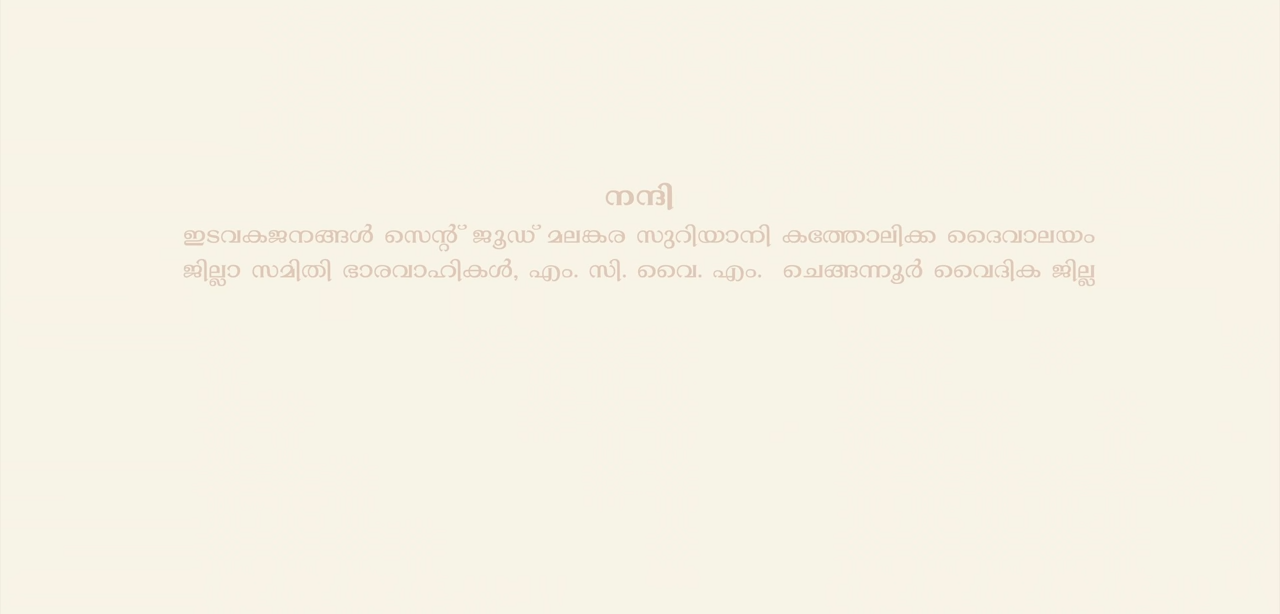 നന്ദി
ഇടവകജനങ്ങൾ സെന്റ് ജൂഡ് മലങ്കര സുറിയാനി കത്തോലിക്ക ദൈവാലയം
ജില്ലാ സമിതി ഭാരവാഹികൾ, എം. സി. വൈ. എം. ചെങ്ങന്നൂർ വൈദിക ജില്ല